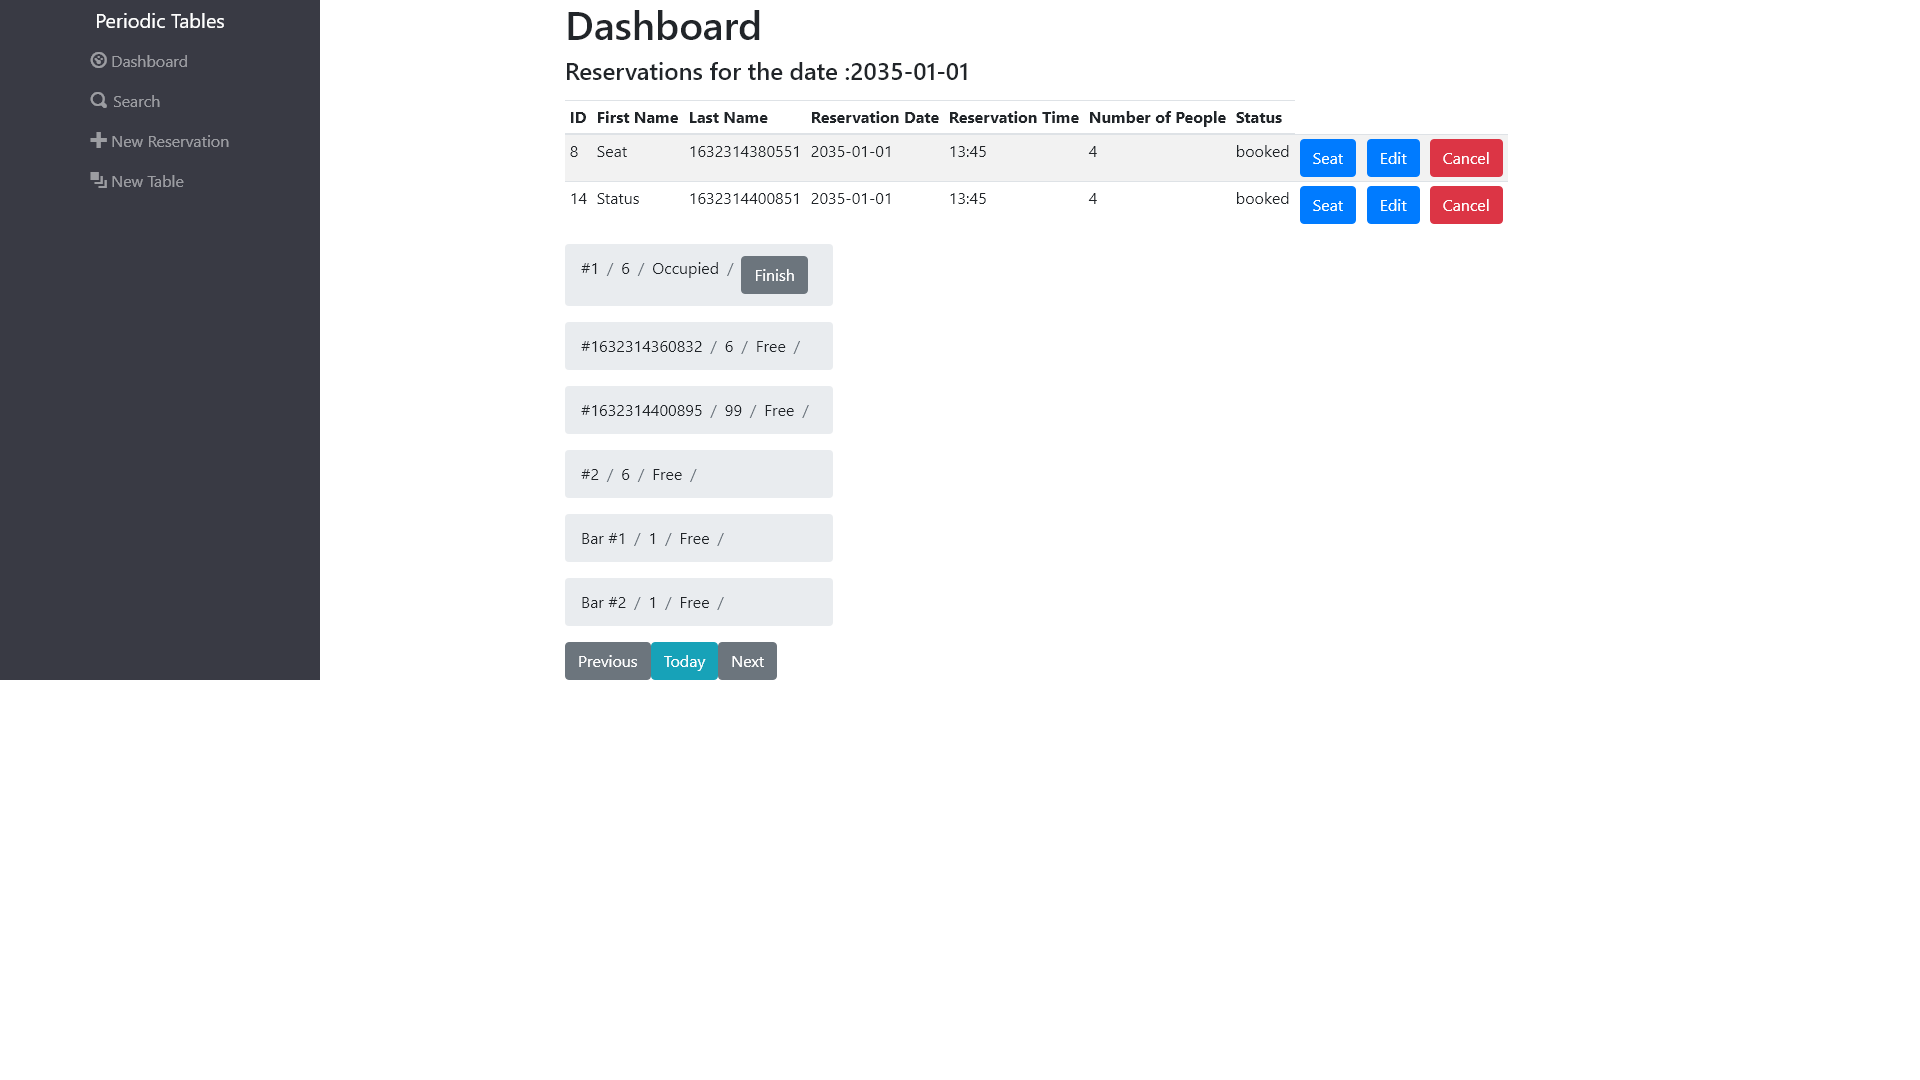 Periodic Tables
Dashboard
Search
New Reservation
New Table
Dashboard
Reservations for the date :2035-01-01
ID First Name Last Name Reservation Date Reservation Time Number of People Status
8 Seat 1632314380551 2035-01-01 13:45 4 booked Seat Edit Cancel
14 Status 1632314400851 2035-01-01 13:45 4 booked Seat Edit Cancel
#1 / 6 / Occupied / Finish
#1632314360832 / 6 / Free /
#1632314400895 / 99 / Free /
#2 / 6 / Free /
Bar #1 / 1 / Free /
Bar #2 / 1 / Free /
Previous Today Next